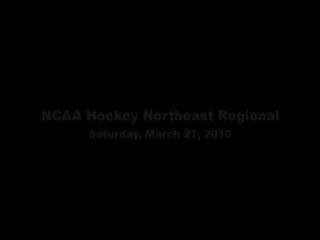 NCAA Hockey Northeast Regional
Saturday, March 27, 2010